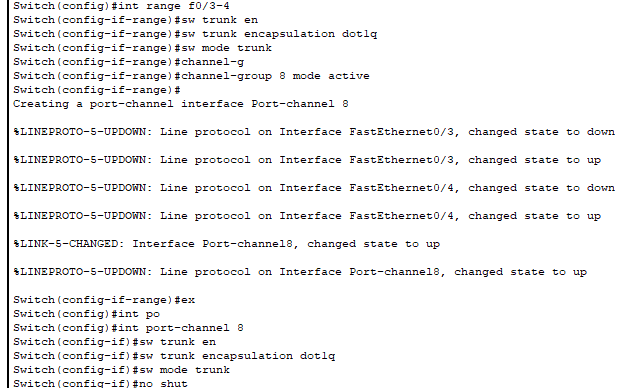 Switch(config)#int range f0/3-4
Switch(config-if-range)#sw trunk en
Switch(config-if-range)#sw trunk encapsulation dot1q
Switch(config-if-range)#sw mode trunk
Switch(config-if-range)#channel-g
Switch(config-if-range)#channel-group 8 mode active
Switch(config-if-range)#
Creating a port-channel interface Port-channel 8
%LINEPROTO-5-UPDOWN: Line protocol on Interface FastEthernet0/3, changed state to down
%LINEPROTO-5-UPDOWN: Line protocol on Interface FastEthernet0/3, changed state to up
%LINEPROTO-5-UPDOWN: Line protocol on Interface FastEthernet0/4, changed state to down
%LINEPROTO-5-UPDOWN: Line protocol on Interface FastEthernet0/4, changed state to up
%LINK-5-CHANGED: Interface Port-channel8, changed state to up
%LINEPROTO-5-UPDOWN: Line protocol on Interface Port-channel8, changed state to up
Switch(config-if-range)#ex
Switch(config)#int po
Switch(config)#int port-channel 8
Switch(config-if)#sw trunk en
Switch(config-if)#sw trunk encapsulation dot1q
Switch(config-if)#sw mode trunk
Switch(config-if)#no shut